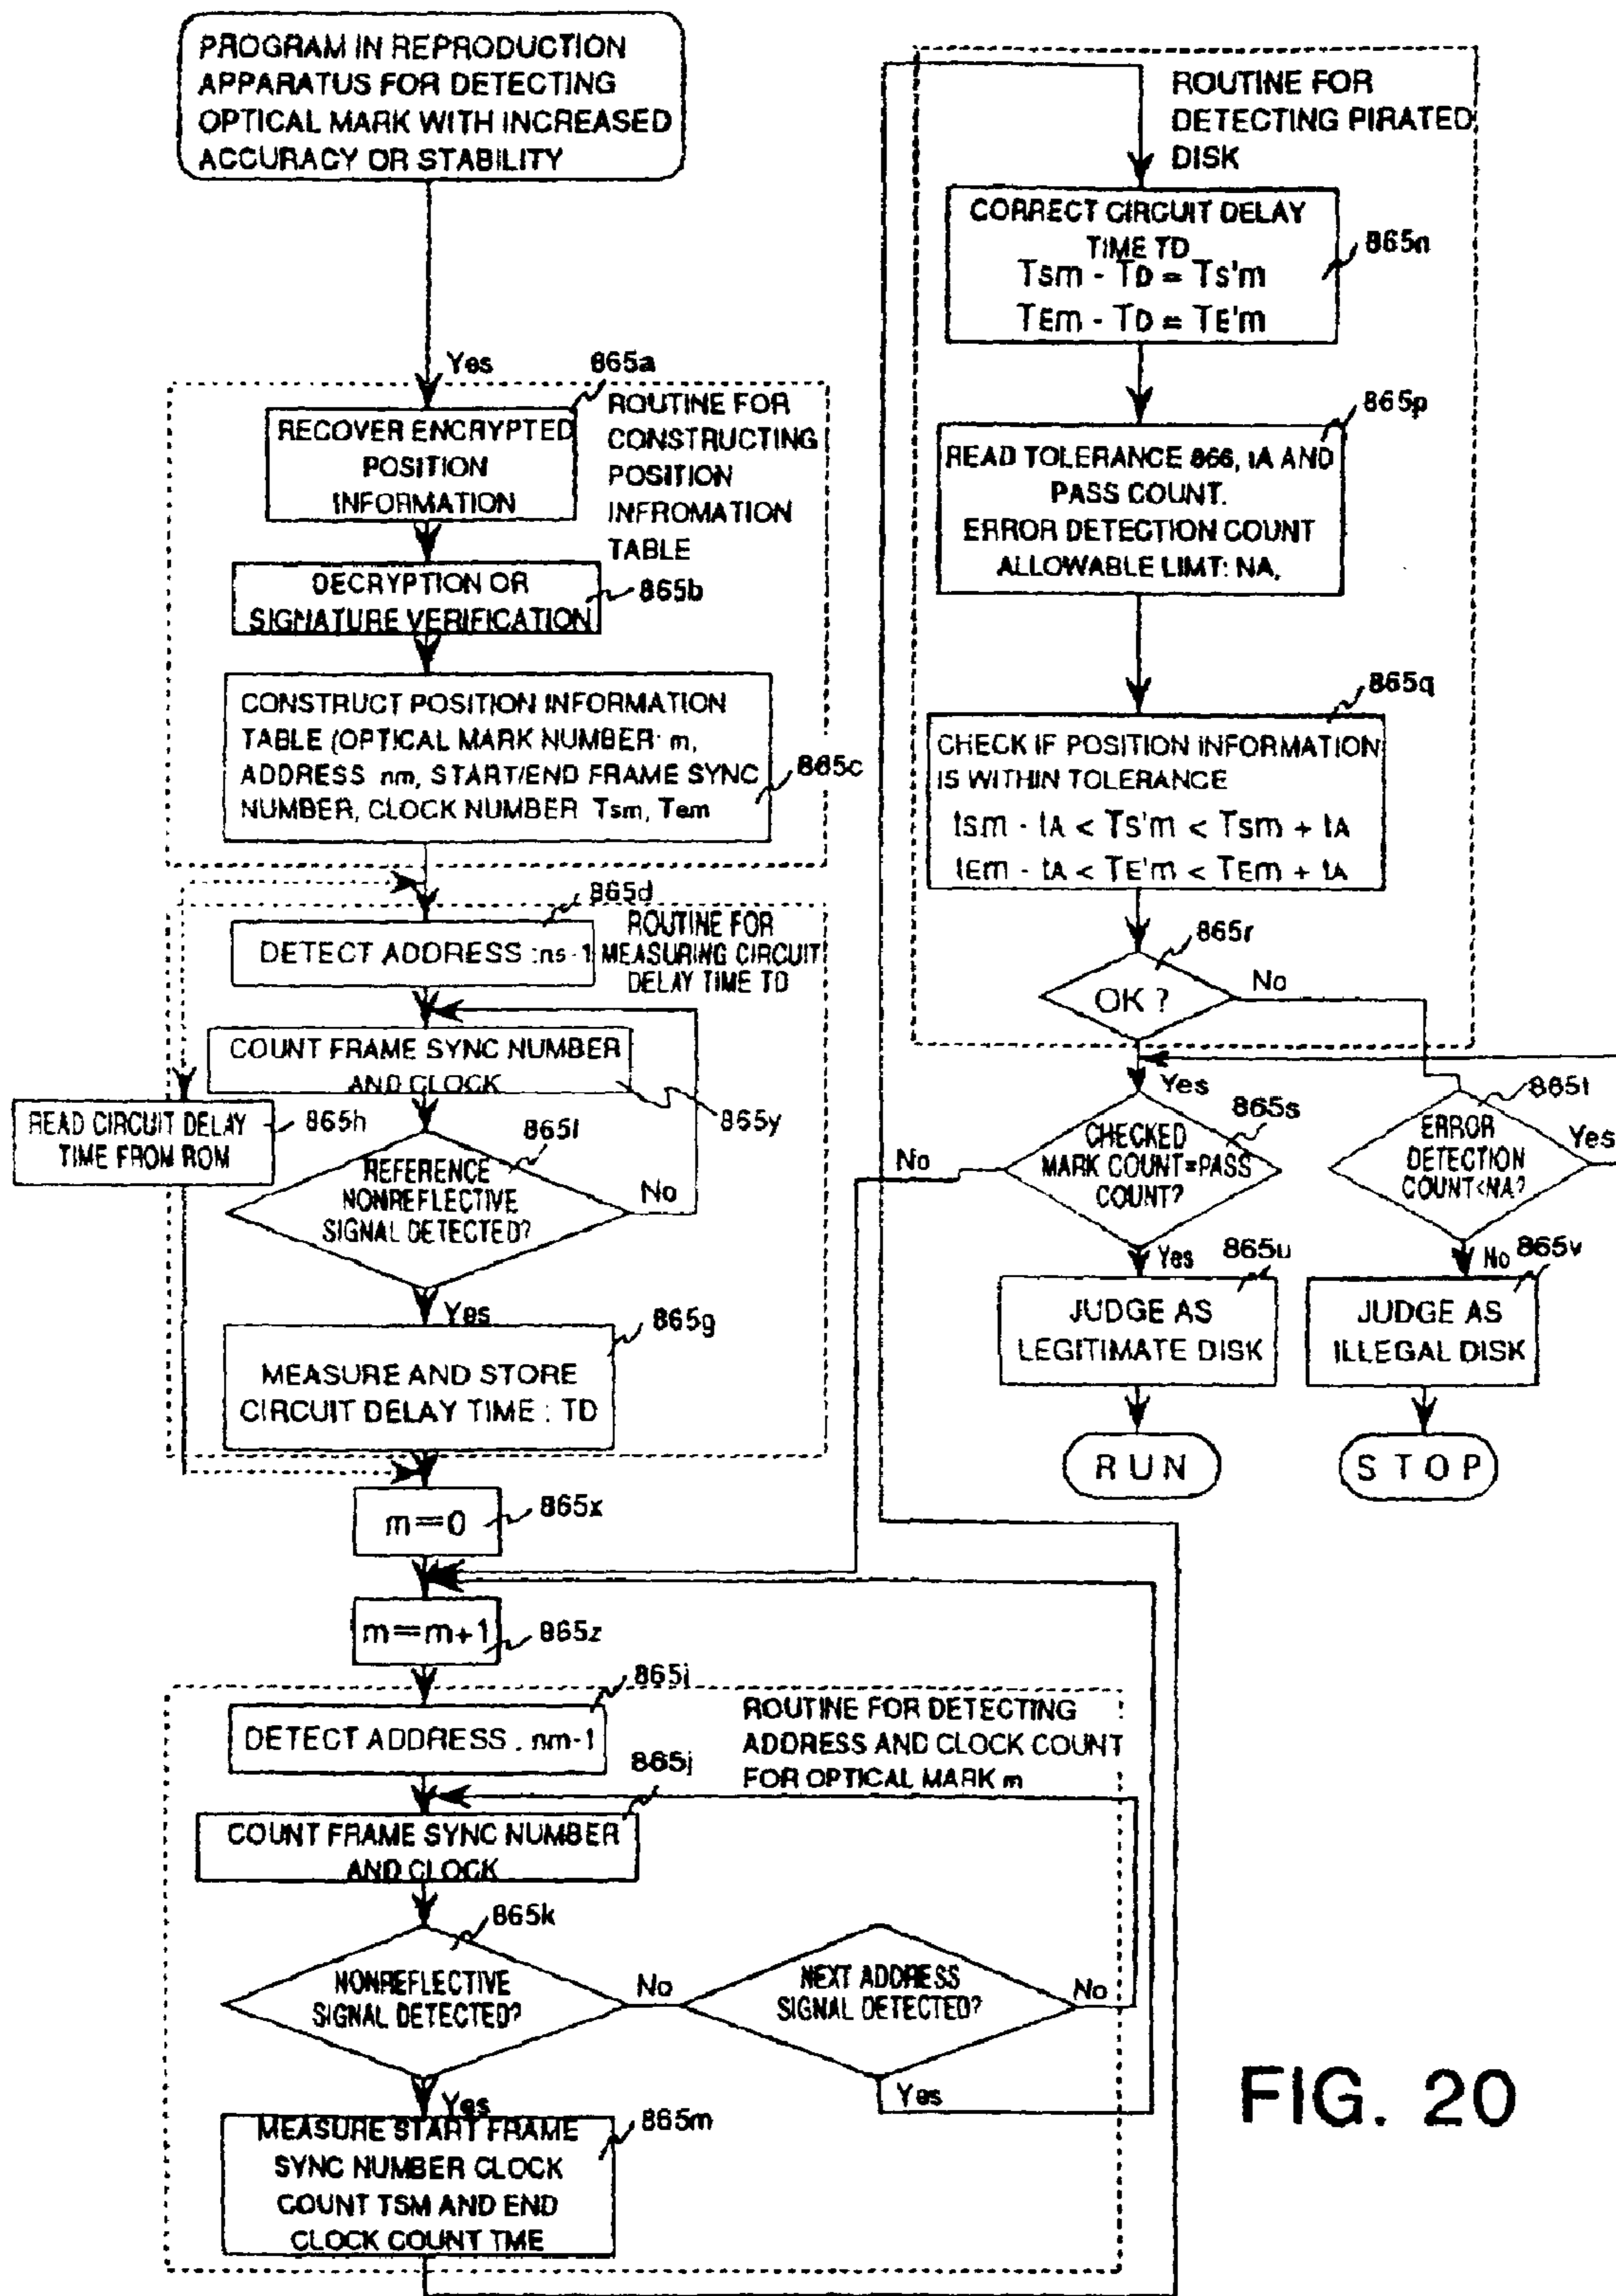 PROGRAM IN REPRODUCTION
APPARATUS FOR DETECTING
OPTICAL MARK WITH INCREASED
ACCURACY OR STABILITY
Yes
865a
RECOVER ENCRYPTED
POSITION
INFORMATION
ROUTINE FOR
CONSTRUCTING
POSITION
INFROMATION
TABLE
DECRYPTION OR
SIGNATURE VERIFICATION
865b
CONSTRUCT POSITION INFORMATION
TABLE (OPTICAL MARK NUMBER: m,
ADDRESS nm, START/END FRAME SYNC
NUMBER, CLOCK NUMBER Tsm, Tem
865c
865d
DETECT ADDRESS :ns-1
ROUTINE FOR
MEASURING CIRCUIT
DELAY TIME TD
COUNT FRAME SYNC NUMBER
AND CLOCK
865y
READ CIRCUIT DELAY
TIME FROM ROM
865h
865f
REFERENCE
NONREFLECTIVE
SIGNAL DETECTED?
No
Yes
865g
MEASURE AND STORE
CIRCUIT DELAY TIME : TD
m=0
865x
m=m+1
865z
865i
DETECT ADDRESS . nm-1
ROUTINE FOR DETECTING
ADDRESS AND CLOCK COUNT
FOR OPTICAL MARK m
865j
COUNT FRAME SYNC NUMBER
AND CLOCK
865k
NONREFLECTIVE
SIGNAL DETECTED?
No
NEXT ADDRESS
SIGNAL DETECTED?
No
Yes
Yes
MEASURE START FRAME
SYNC NUMBER CLOCK
COUNT TSM AND END
CLOCK COUNT TME
865m
ROUTINE FOR
DETECTING PIRATED
DISK
CORRECT CIRCUIT DELAY
TIME TD
Tsm - TD = Ts'm
TEm - TD = TE'm
865n
865p
READ TOLERANCE 866, tA AND
PASS COUNT.
ERROR DETECTION COUNT
ALLOWABLE LIMT: NA,
865q
CHECK IF POSITION INFORMATION
IS WITHIN TOLERANCE
tsm - tA < Ts'm < Tsm + tA
tEm - tA < TE'm < TEm + tA
865r
OK ?
No
Yes
865s
CHECKED
MARK COUNT=PASS
COUNT?
No
865t
ERROR
DETECTION
COUNT<NA?
Yes
Yes
865u
JUDGE AS
LEGITIMATE DISK
No
865v
JUDGE AS
ILLEGAL DISK
RUN
STOP
FIG. 20